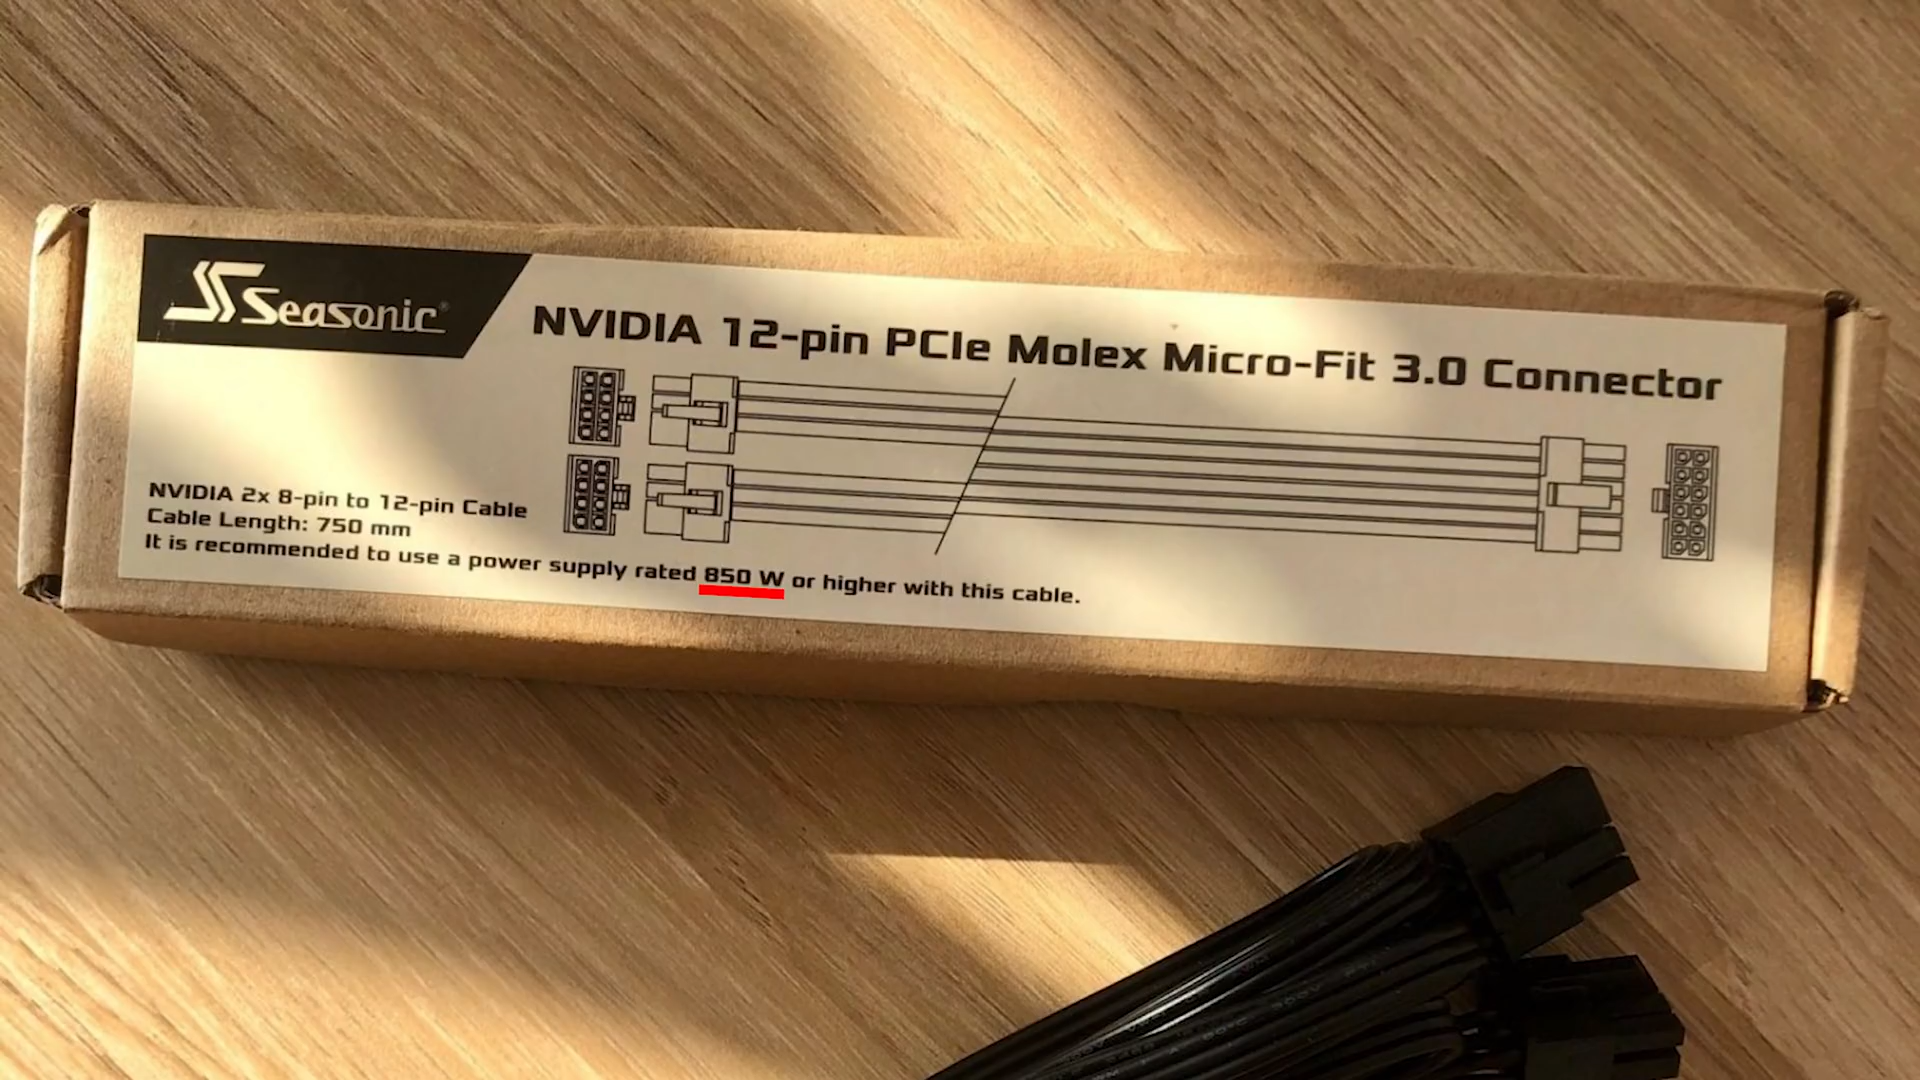 Seasonic®
NVIDIA 12-pin PCIe Molex Micro-Fit 3.0 Connector
NVIDIA 2x 8-pin to 12-pin Cable
Cable Length: 750 mm
It is recommended to use a power supply rated 850 W or higher with this cable.